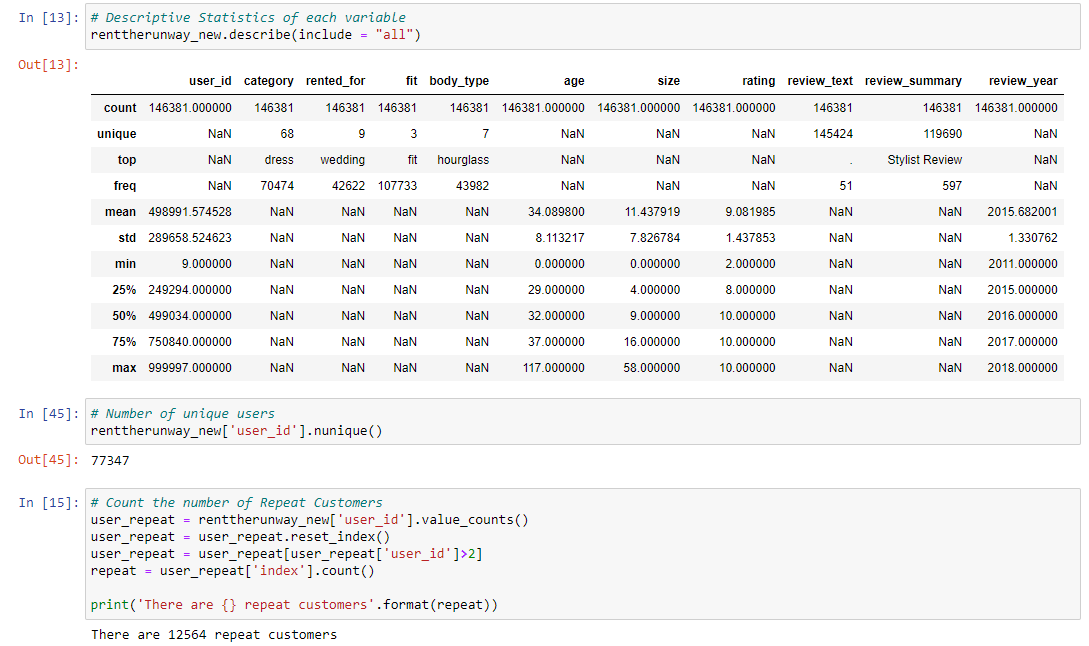 In [13]: # Descriptive Statistics of each variable
renttherunway_new.describe(include = "all")
Out[13]:
user_id category rented_for fit body_type age size rating review_text review_summary review_year
count 146381.000000 146381 146381 146381 146381 146381.000000 146381.000000 146381.000000 146381 146381 146381.000000
unique NaN 68 9 3 7 NaN NaN NaN 145424 119690 NaN
top NaN dress wedding fit hourglass NaN NaN NaN . Stylist Review NaN
freq NaN 70474 42622 107733 43982 NaN NaN NaN 51 597 NaN
mean 498991.574528 NaN NaN NaN NaN 34.089800 11.437919 9.081985 NaN NaN 2015.682001
std 289658.524623 NaN NaN NaN NaN 8.113217 7.826784 1.437853 NaN NaN 1.330762
min 9.000000 NaN NaN NaN NaN 0.000000 0.000000 2.000000 NaN NaN 2011.000000
25% 249294.000000 NaN NaN NaN NaN 29.000000 4.000000 8.000000 NaN NaN 2015.000000
50% 499034.000000 NaN NaN NaN NaN 32.000000 9.000000 10.000000 NaN NaN 2016.000000
75% 750840.000000 NaN NaN NaN NaN 37.000000 16.000000 10.000000 NaN NaN 2017.000000
max 999997.000000 NaN NaN NaN NaN 117.000000 58.000000 10.000000 NaN NaN 2018.000000
In [45]: # Number of unique users
renttherunway_new['user_id'].nunique()
Out[45]: 77347
In [15]: # Count the number of Repeat Customers
user_repeat = renttherunway_new['user_id'].value_counts()
user_repeat = user_repeat.reset_index()
user_repeat = user_repeat[user_repeat['user_id']>2]
repeat = user_repeat['index'].count()
print('There are {} repeat customers'.format(repeat))
There are 12564 repeat customers